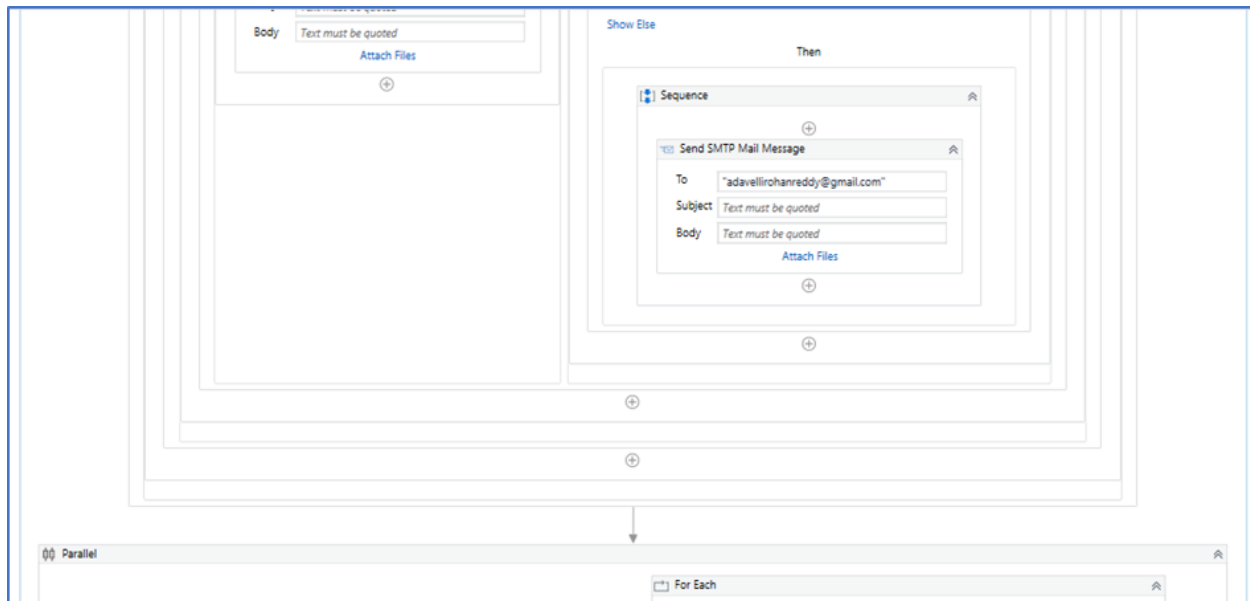 Body Text must be quoted
Attach Files
Show Else
Then
Sequence
Send SMTP Mail Message
To "adavellirohanreddy@gmail.com"
Subject Text must be quoted
Body Text must be quoted
Attach Files
Parallel
For Each